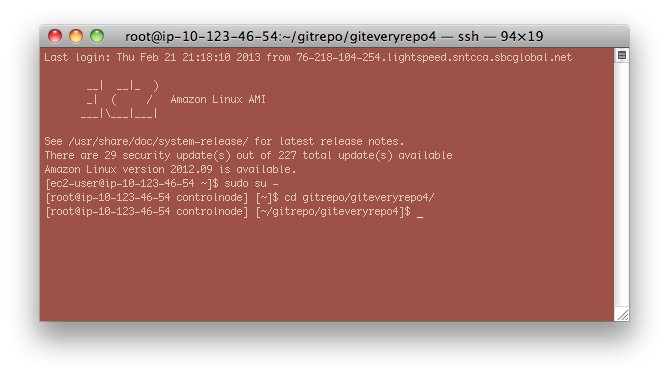 root@ip-10-123-46-54:~/gitrepo/giteveryrepo4 — ssh — 94×19
Last login: Thu Feb 21 21:18:10 2013 from 76-218-104-254.lightspeed.sntcca.sbcglobal.net
__|  __|_  )
_|  (     /   Amazon Linux AMI
___|\___|___|
See /usr/share/doc/system-release/ for latest release notes.
There are 29 security update(s) out of 227 total update(s) available
Amazon Linux version 2012.09 is available.
[ec2-user@ip-10-123-46-54 ~]$ sudo su -
[root@ip-10-123-46-54 controlnode] [~]$ cd gitrepo/giteveryrepo4/
[root@ip-10-123-46-54 controlnode] [~/gitrepo/giteveryrepo4]$ _